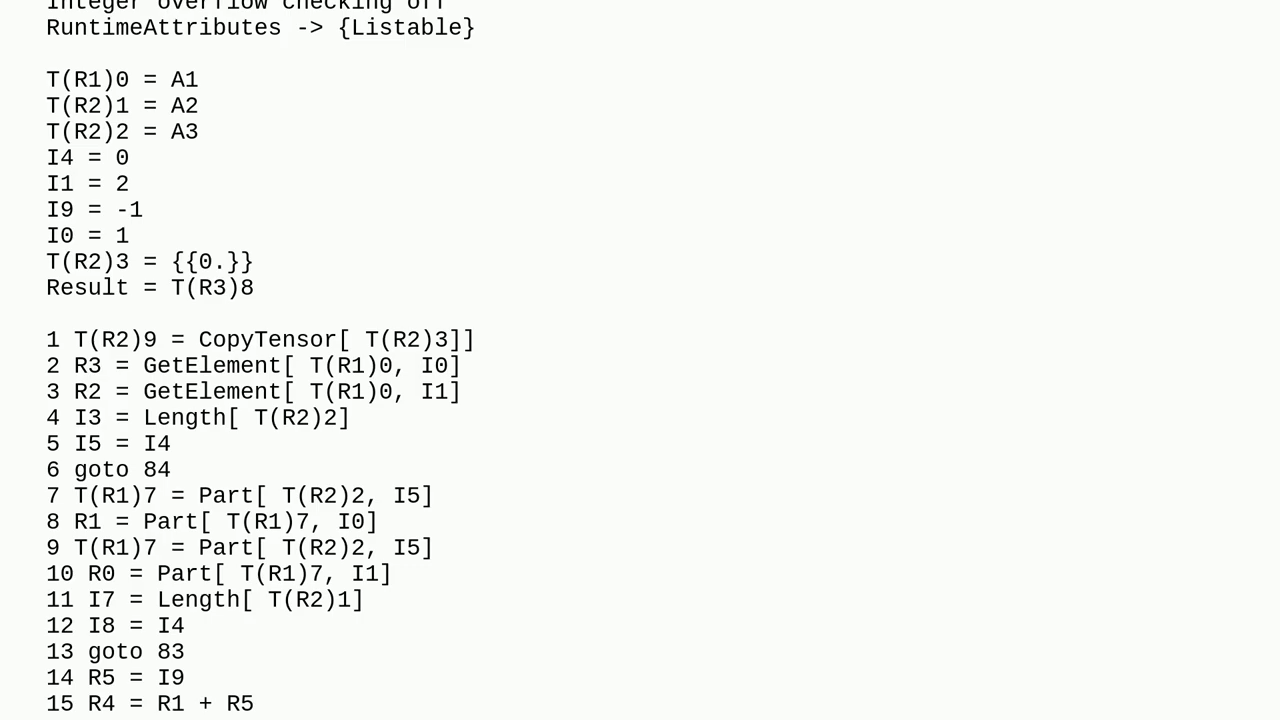 Integer overflow checking off
RuntimeAttributes -> {Listable}
T(R1)0 = A1
T(R2)1 = A2
T(R2)2 = A3
I4 = 0
I1 = 2
I9 = -1
I0 = 1
T(R2)3 = {{0.}}
Result = T(R3)8
1 T(R2)9 = CopyTensor[ T(R2)3]]
2 R3 = GetElement[ T(R1)0, I0]
3 R2 = GetElement[ T(R1)0, I1]
4 I3 = Length[ T(R2)2]
5 I5 = I4
6 goto 84
7 T(R1)7 = Part[ T(R2)2, I5]
8 R1 = Part[ T(R1)7, I0]
9 T(R1)7 = Part[ T(R2)2, I5]
10 R0 = Part[ T(R1)7, I1]
11 I7 = Length[ T(R2)1]
12 I8 = I4
13 goto 83
14 R5 = I9
15 R4 = R1 + R5